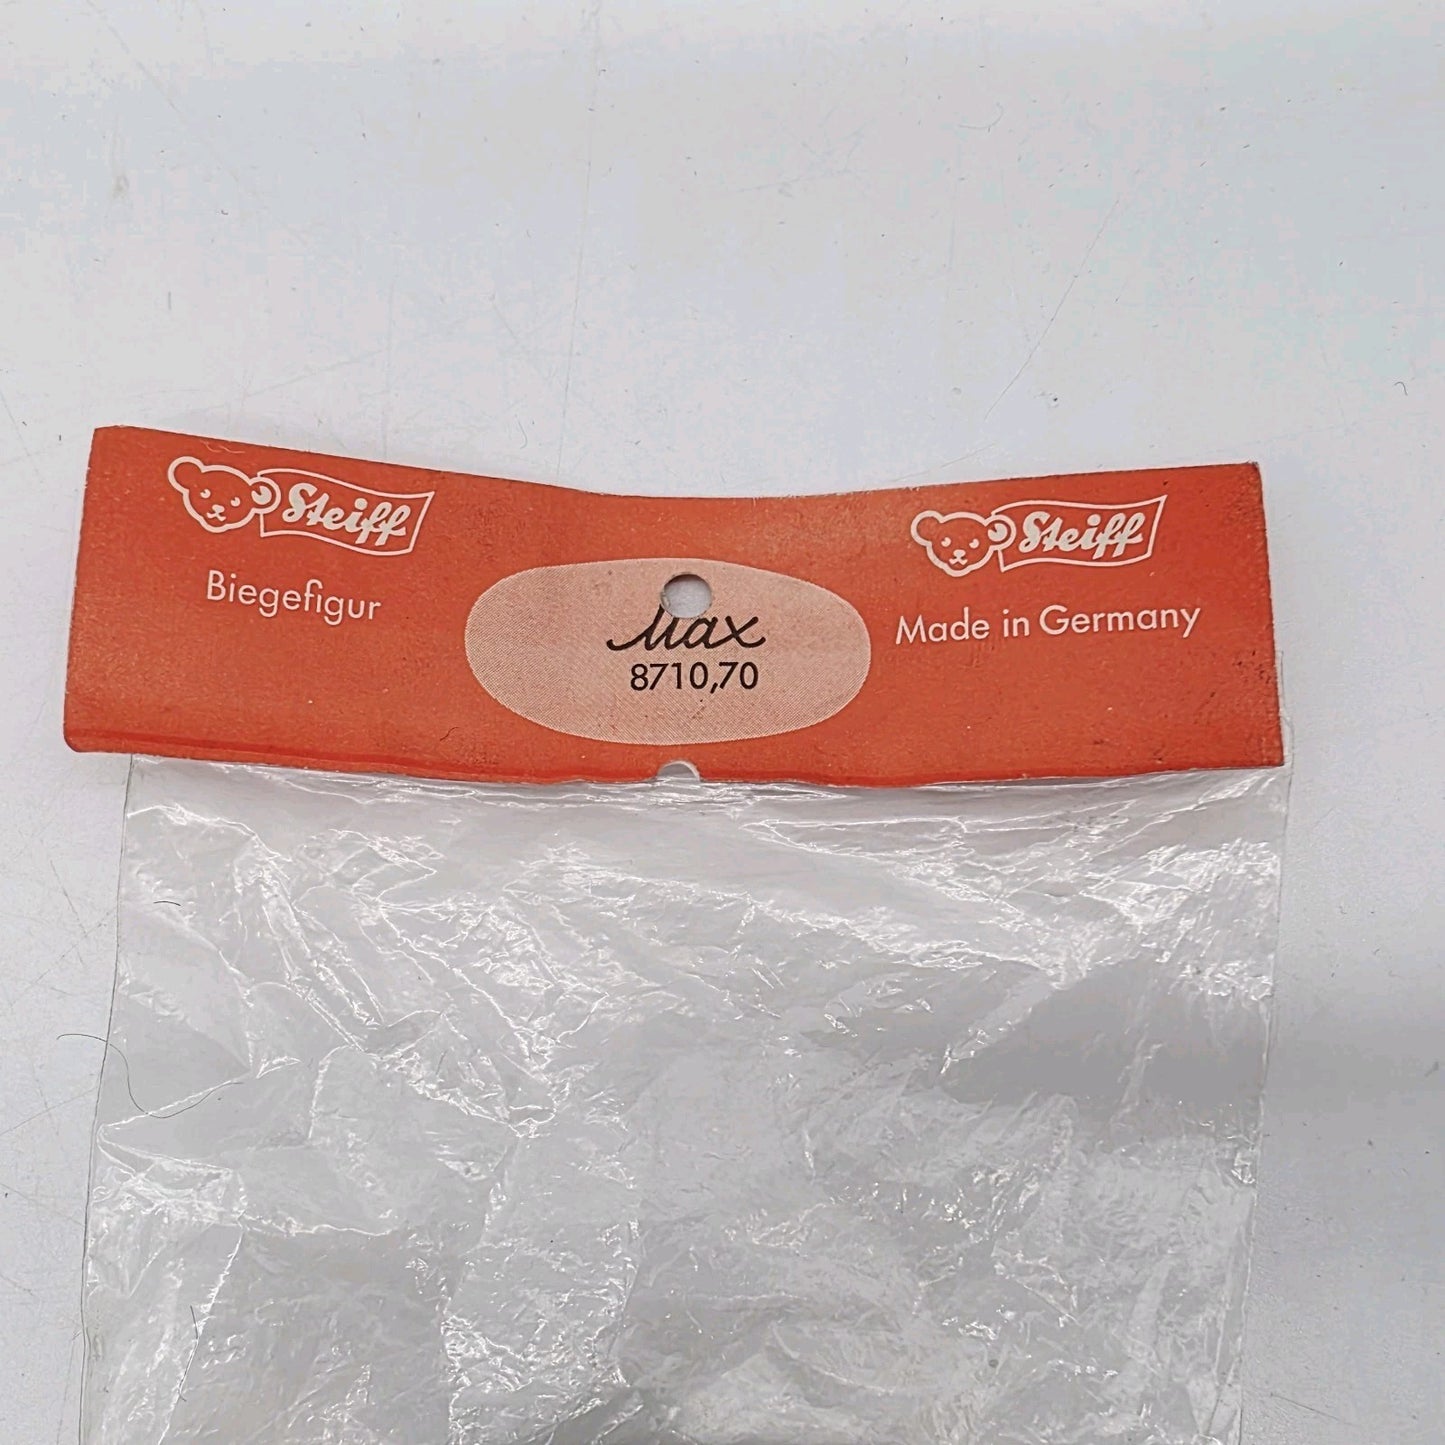 Steiff
Biegefigur
Max
8710,70
Steiff
Made in Germany